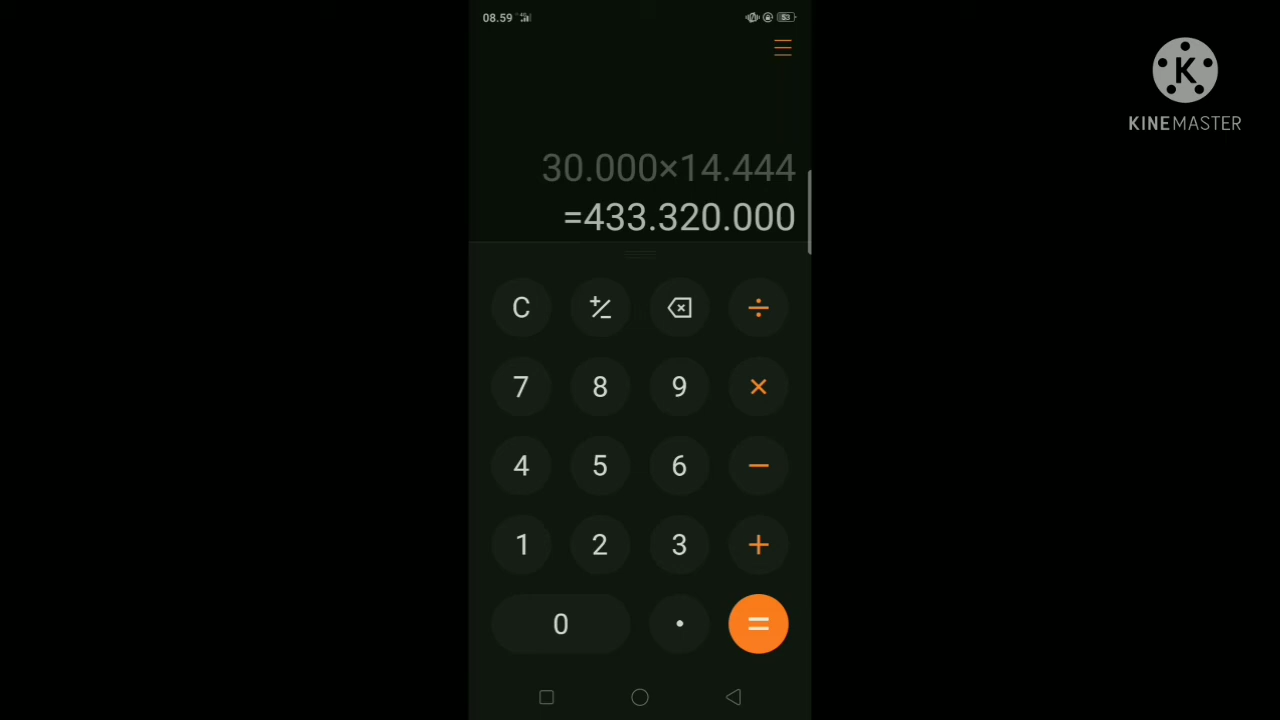 08.59
53
K
KINEMASTER
30.000×14.444
=433.320.000
C +/− ÷
7 8 9 ×
4 5 6 −
1 2 3 +
0 • =